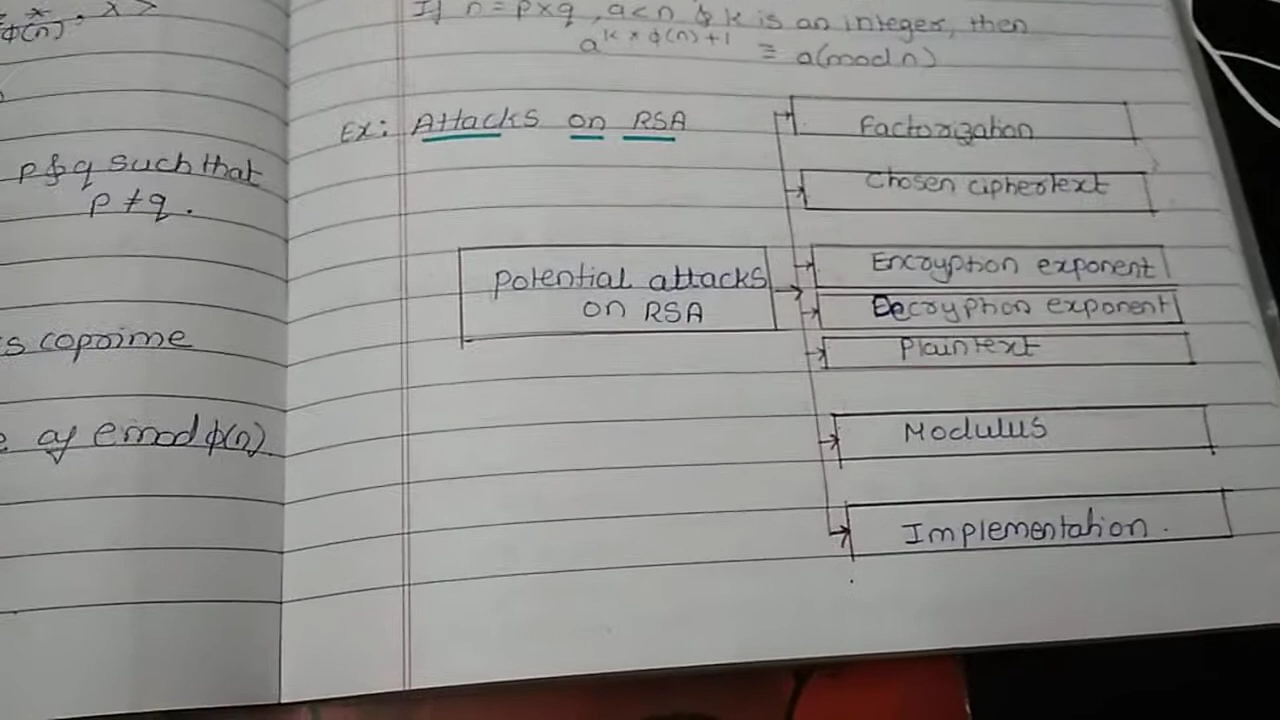 φ(n)
p & q such that
p ≠ q.
s coprime
of e mod φ(n)
If n = p × q, a < n & k is an integer, then
a^k × φ(n) + 1 ≡ a(mod n)
Ex: Attacks on RSA
Potential attacks
on RSA
Factorization
Chosen ciphertext
Encryption exponent
Decryption exponent
Plaintext
Modulus
Implementation.